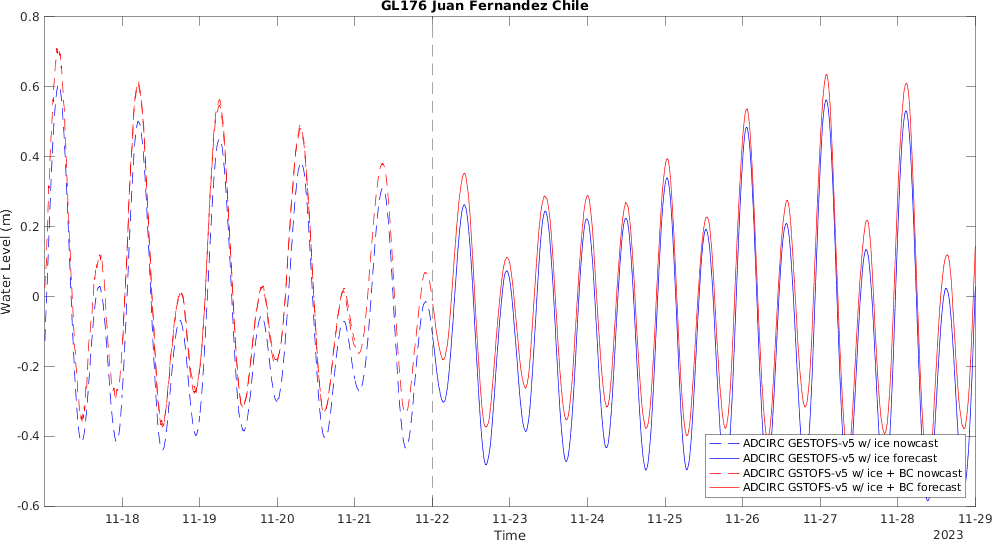 GL176 Juan Fernandez Chile
Water Level (m)
0.8
0.6
0.4
0.2
0
-0.2
-0.4
-0.6
ADCIRC GESTOFS-v5 w/ ice nowcast
ADCIRC GESTOFS-v5 w/ ice forecast
ADCIRC GSTOFS-v5 w/ ice + BC nowcast
ADCIRC GSTOFS-v5 w/ ice + BC forecast
11-18 11-19 11-20 11-21 11-22 11-23 11-24 11-25 11-26 11-27 11-28 11-29
Time
2023